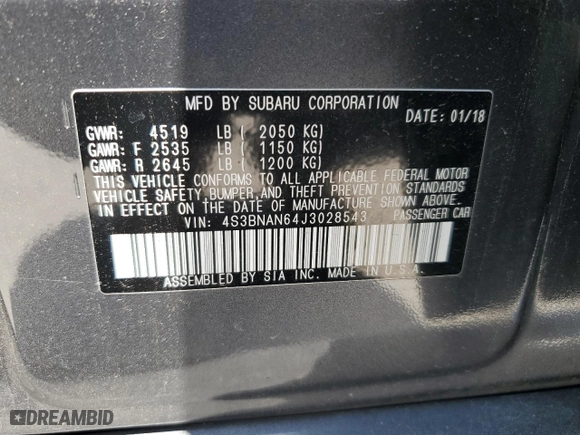 MFD BY SUBARU CORPORATION
DATE: 01/18
GVWR: 4519 LB ( 2050 KG)
GAWR: F 2535 LB ( 1150 KG)
GAWR: R 2645 LB ( 1200 KG)
THIS VEHICLE CONFORMS TO ALL APPLICABLE FEDERAL MOTOR
VEHICLE SAFETY, BUMPER, AND THEFT PREVENTION STANDARDS
IN EFFECT ON THE DATE OF MANUFACTURE SHOWN ABOVE.
VIN: 4S3BNAN64J3028543 PASSENGER CAR
ASSEMBLED BY SIA INC. MADE IN U.S.A.
DREAMBID